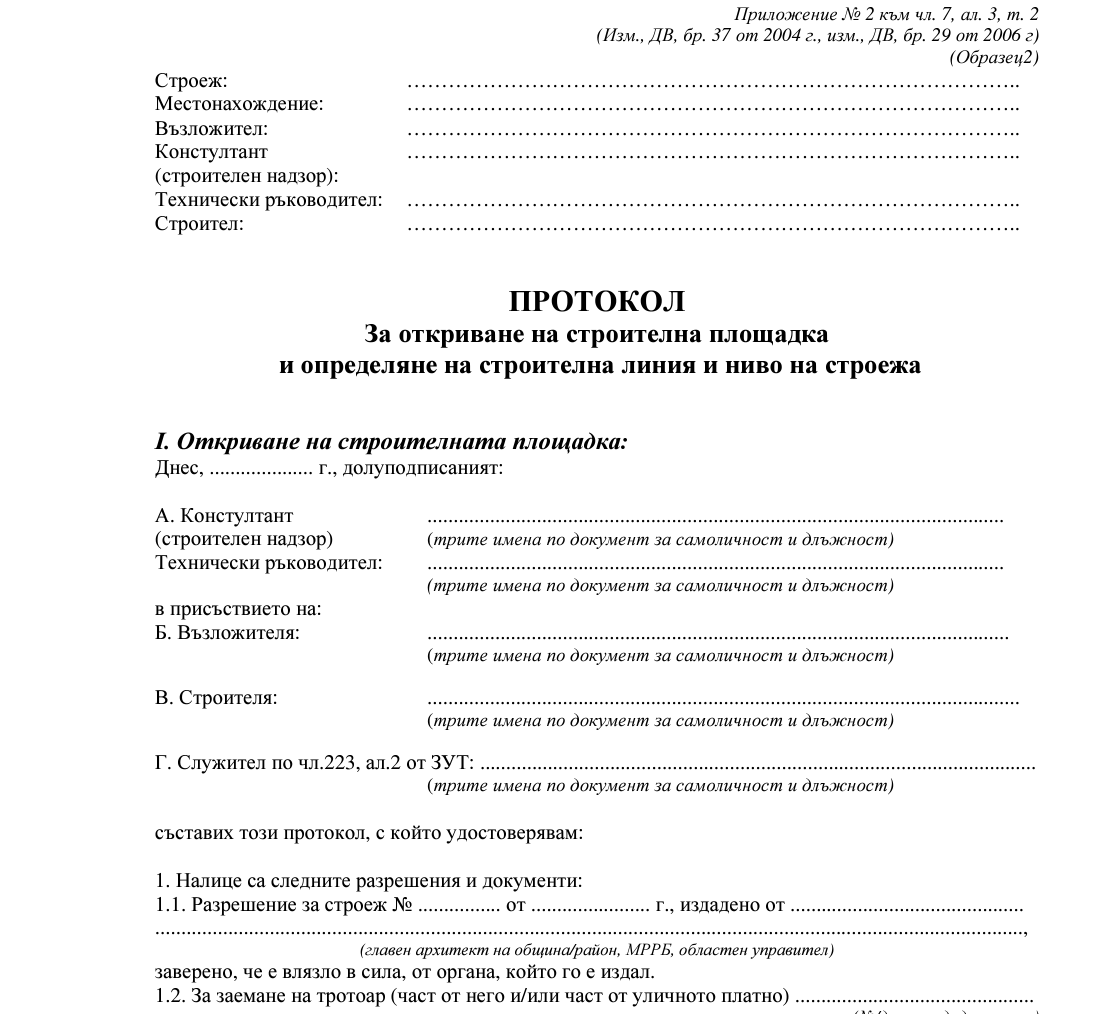 Приложение № 2 към чл. 7, ал. 3, т. 2
(Изм., ДВ, бр. 37 от 2004 г., изм., ДВ, бр. 29 от 2006 г)
(Образец2)
Строеж: ……………………………………………………………………………..
Местонахождение: ……………………………………………………………………………..
Възложител: ……………………………………………………………………………..
Констултант ……………………………………………………………………………..
(строителен надзор):
Технически ръководител: ……………………………………………………………………………..
Строител: ……………………………………………………………………………..
ПРОТОКОЛ
За откриване на строителна площадка
и определяне на строителна линия и ниво на строежа
I. Откриване на строителната площадка:
Днес, .................... г., долуподписаният:
А. Констултант ...............................................................................................................
(строителен надзор) (трите имена по документ за самоличност и длъжност)
Технически ръководител: ...............................................................................................................
(трите имена по документ за самоличност и длъжност)
в присъствието на:
Б. Възложителя: ................................................................................................................
(трите имена по документ за самоличност и длъжност)
В. Строителя: ..................................................................................................................
(трите имена по документ за самоличност и длъжност)
Г. Служител по чл.223, ал.2 от ЗУТ: ...........................................................................................................
(трите имена по документ за самоличност и длъжност)
съставих този протокол, с който удостоверявам:
1. Налице са следните разрешения и документи:
1.1. Разрешение за строеж № ................ от ....................... г., издадено от .............................................
.......................................................................................................................................................................,
(главен архитект на община/район, МРРБ, областен управител)
заверено, че е влязло в сила, от органа, който го е издал.
1.2. За заемане на тротоар (част от него и/или част от уличното платно) ..............................................